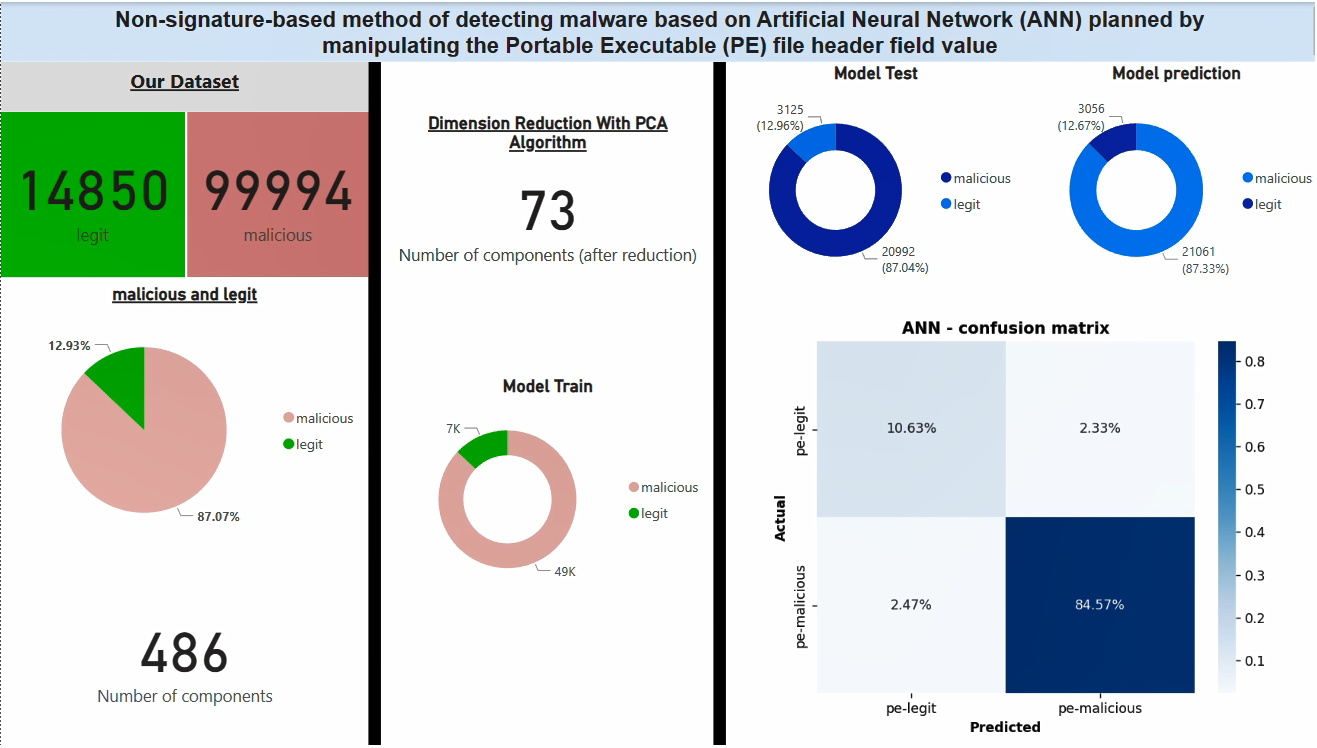 Non-signature-based method of detecting malware based on Artificial Neural Network (ANN) planned by
manipulating the Portable Executable (PE) file header field value
Our Dataset
14850
legit
99994
malicious
malicious and legit
12.93%
87.07%
malicious
legit
486
Number of components
Dimension Reduction With PCA
Algorithm
73
Number of components (after reduction)
Model Train
7K
49K
malicious
legit
Model Test
3125
(12.96%)
20992
(87.04%)
malicious
legit
Model prediction
3056
(12.67%)
21061
(87.33%)
malicious
legit
ANN - confusion matrix
Actual
pe-legit
10.63%
2.33%
pe-malicious
2.47%
84.57%
pe-legit
pe-malicious
Predicted
0.8
0.7
0.6
0.5
0.4
0.3
0.2
0.1